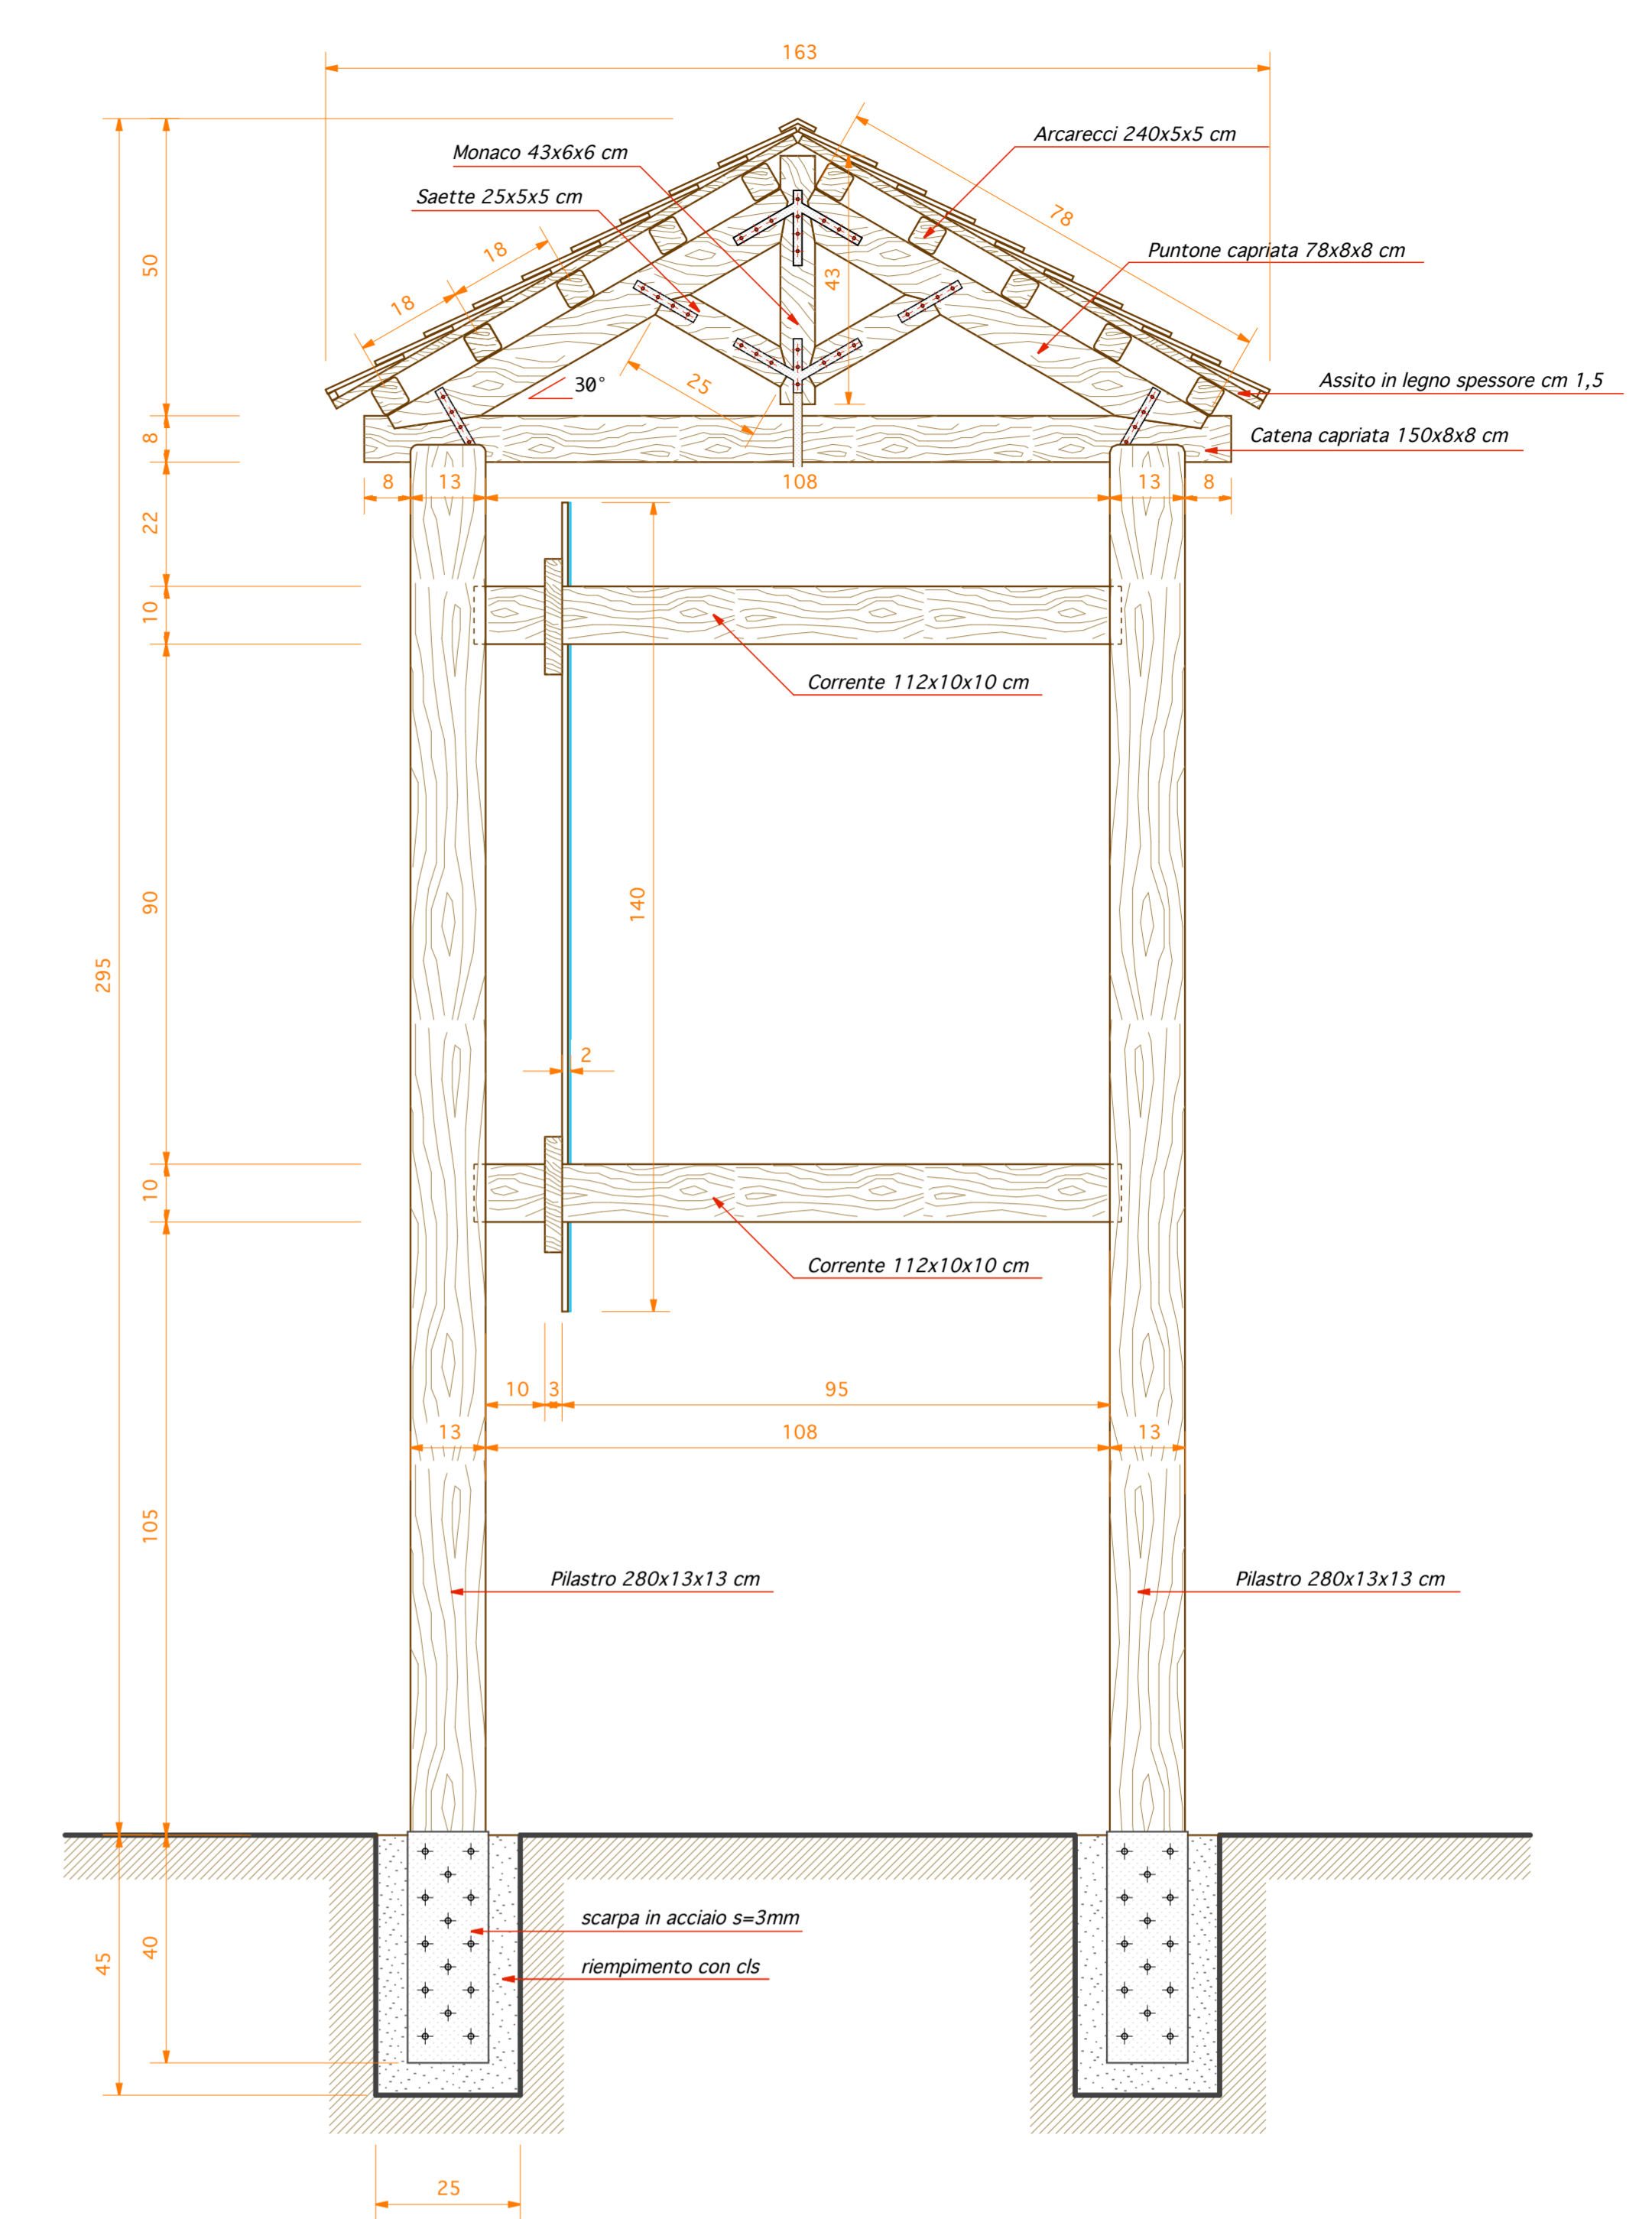 163
Arcarecci 240x5x5 cm
Monaco 43x6x6 cm
Saette 25x5x5 cm
78
18
Puntone capriata 78x8x8 cm
50
43
18
30°
25
Assito in legno spessore cm 1,5
8
Catena capriata 150x8x8 cm
8
13
108
13
8
22
10
Corrente 112x10x10 cm
90
140
295
2
10
Corrente 112x10x10 cm
10
3
95
13
108
13
105
Pilastro 280x13x13 cm
Pilastro 280x13x13 cm
scarpa in acciaio s=3mm
40
45
riempimento con cls
25